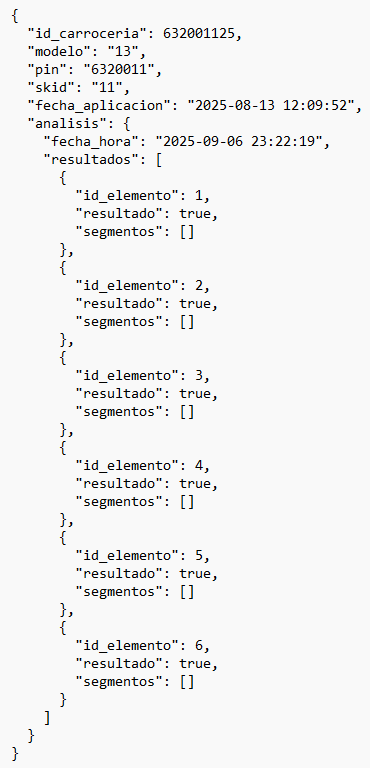 {
  "id_carroceria": 632001125,
  "modelo": "13",
  "pin": "6320011",
  "skid": "11",
  "fecha_aplicacion": "2025-08-13 12:09:52",
  "analisis": {
    "fecha_hora": "2025-09-06 23:22:19",
    "resultados": [
      {
        "id_elemento": 1,
        "resultado": true,
        "segmentos": []
      },
      {
        "id_elemento": 2,
        "resultado": true,
        "segmentos": []
      },
      {
        "id_elemento": 3,
        "resultado": true,
        "segmentos": []
      },
      {
        "id_elemento": 4,
        "resultado": true,
        "segmentos": []
      },
      {
        "id_elemento": 5,
        "resultado": true,
        "segmentos": []
      },
      {
        "id_elemento": 6,
        "resultado": true,
        "segmentos": []
      }
    ]
  }
}